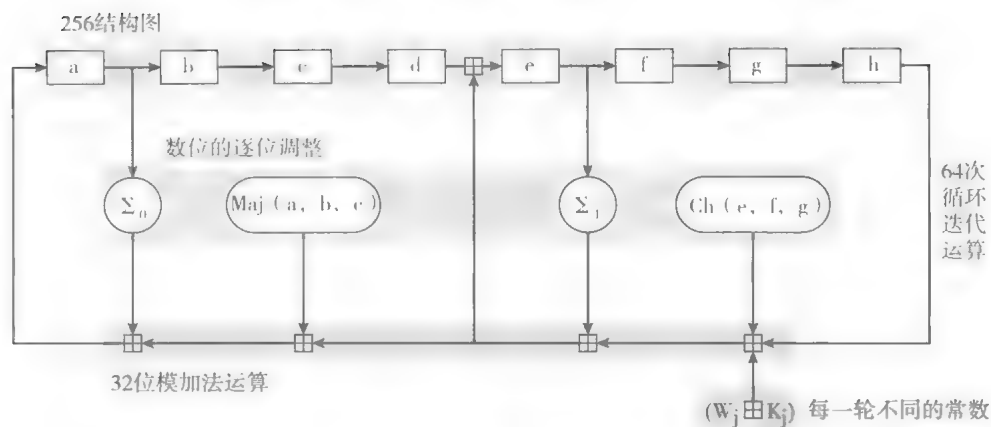 256结构图
a b c d e f g h
数位的逐位调整
Σ0 Maj（a，b，c） Σ1 Ch（e，f，g）
64次
循环
迭代
运算
32位模加法运算
(Wj⊞Kj) 每一轮不同的常数